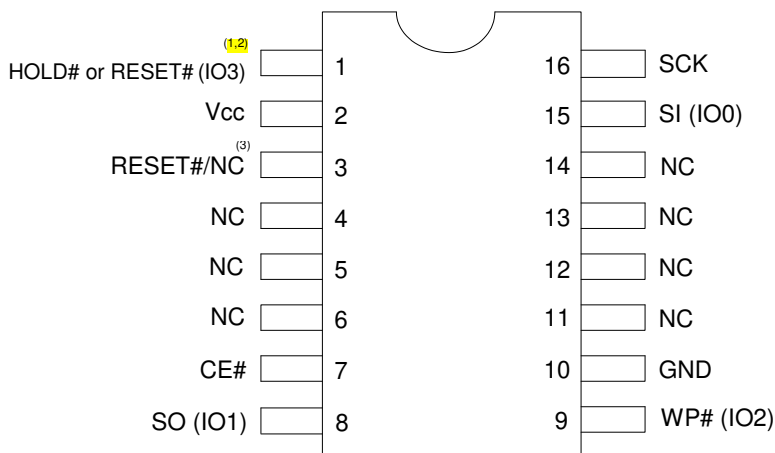 (1,2)
HOLD# or RESET# (IO3) 1 16 SCK
Vcc 2 15 SI (IO0)
(3)
RESET#/NC 3 14 NC
NC 4 13 NC
NC 5 12 NC
NC 6 11 NC
CE# 7 10 GND
SO (IO1) 8 9 WP# (IO2)